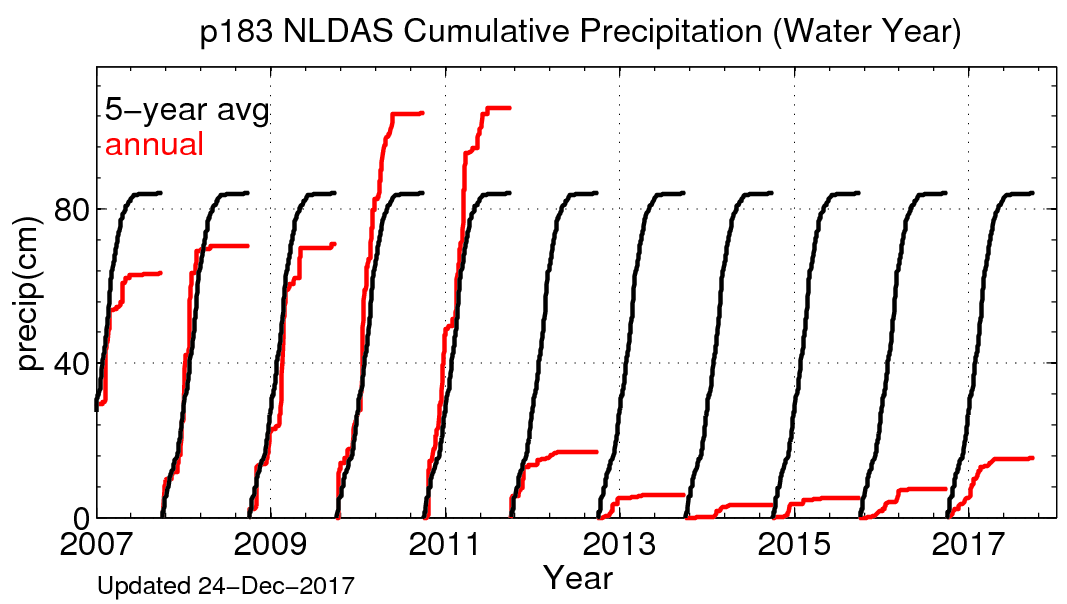 p183 NLDAS Cumulative Precipitation (Water Year)
5−year avg
annual
80
40
0
precip(cm)
2007 2009 2011 2013 2015 2017
Year
Updated 24−Dec−2017